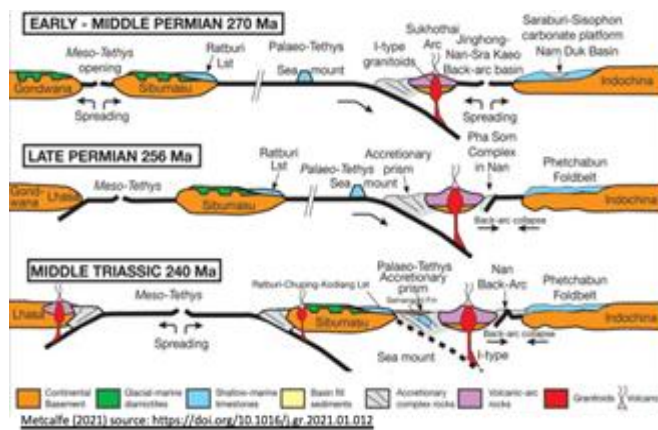 EARLY - MIDDLE PERMIAN 270 Ma
Meso-Tethys
opening
Ratburi
Lst
Palaeo-Tethys
Sea mount
I-type
granitoids
Sukhothai
Arc
Jinghong-
Nan-Sra Kaeo
Back-arc basin
Saraburi-Sisophon
carbonate platform
Nam Duk Basin
Gondwana
Sibumasu
Indochina
Spreading
Spreading
LATE PERMIAN 256 Ma
Meso-Tethys
Ratburi
Lst
Palaeo-Tethys
Sea mount
Accretionary
prism
Pha Som
Complex
in Nan
Phetchabun
Foldbelt
Gond-
wana
Lhasa
Sibumasu
Indochina
Back-arc collapse
MIDDLE TRIASSIC 240 Ma
Meso-Tethys
Ratburi-Chuping-Kodiang Lst
Palaeo-Tethys
Accretionary
prism
Semanggol Fm
Nan
Back-Arc
Phetchabun
Foldbelt
Lhasa
Sibumasu
Indochina
Back-arc collapse
Spreading
Sea mount
I-type
Continental
Basement
Glacial-marine
diamictites
Shallow-marine
limestones
Basin fill
sediments
Accretionary
complex rocks
Volcanic-arc
rocks
Granitoids
Volcano
Metcalfe (2021) source: https://doi.org/10.1016/j.gr.2021.01.012